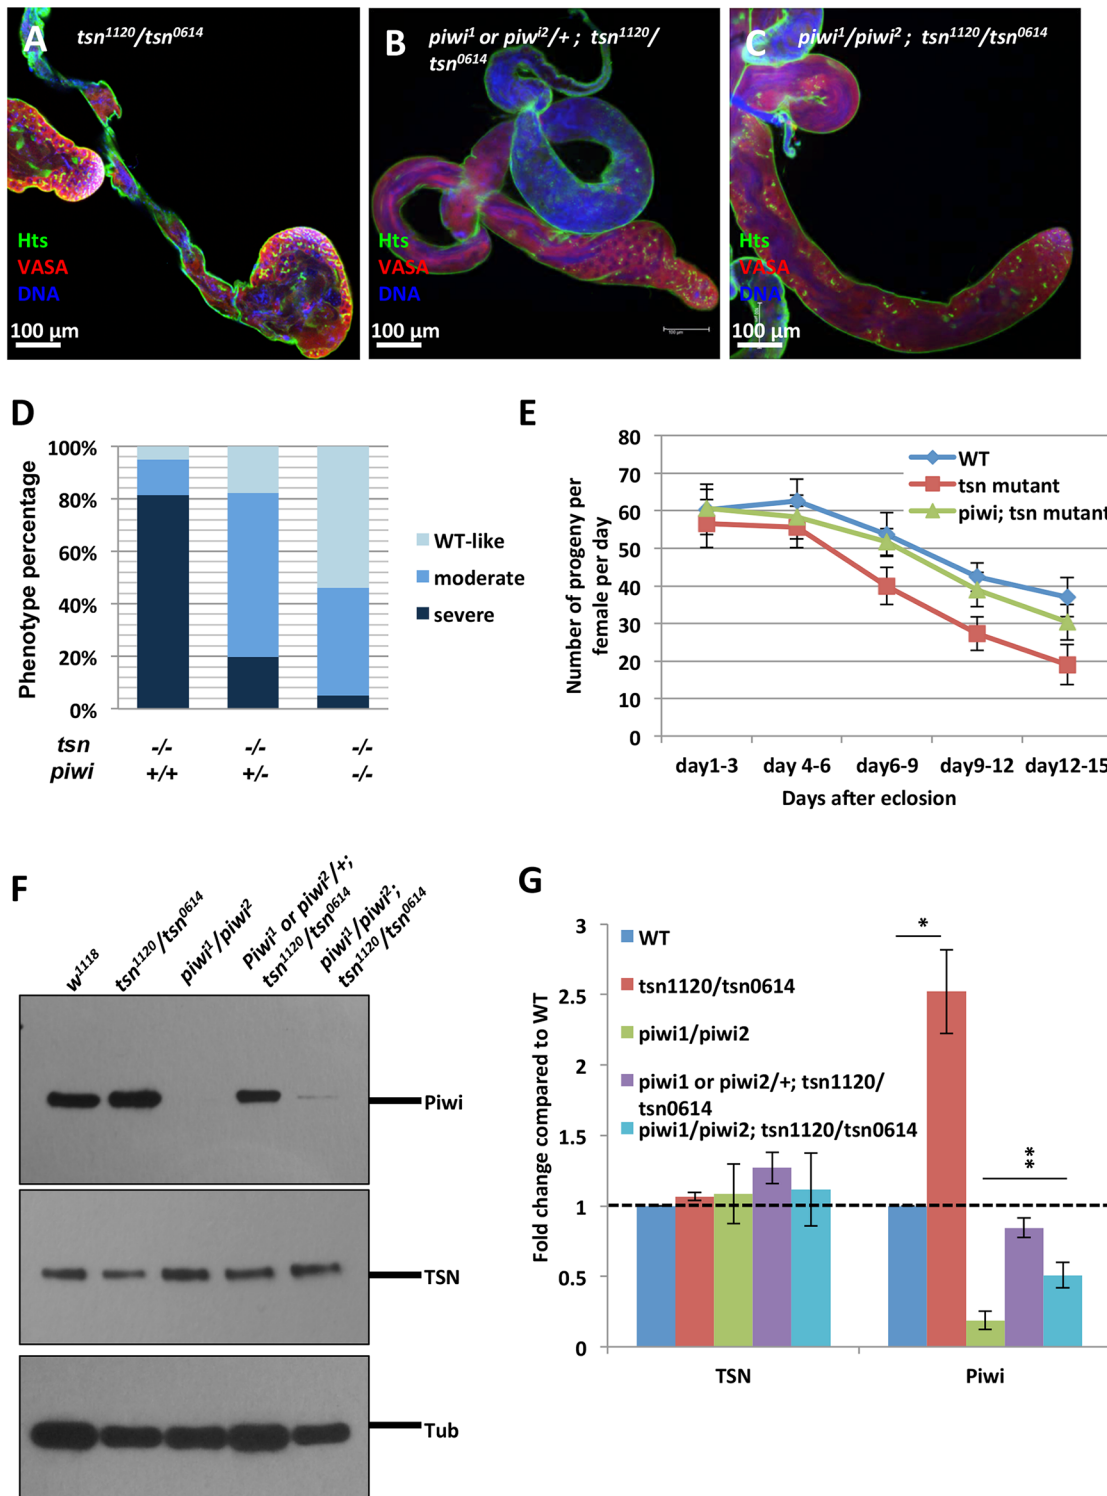 A
tsn1120/tsn0614
Hts
VASA
DNA
100 μm
B
piwi1 or piwi2/+ ; tsn1120/
tsn0614
Hts
VASA
DNA
100 μm
100 μm
C
piwi1/piwi2 ; tsn1120/tsn0614
Hts
VASA
DNA
100 μm
D
Phenotype percentage
100%
80%
60%
40%
20%
0%
WT-like
moderate
severe
tsn -/- -/- -/-
piwi +/+ +/- -/-
E
Number of progeny per
female per day
80
70
60
50
40
30
20
10
0
WT
tsn mutant
piwi; tsn mutant
day1-3 day 4-6 day6-9 day9-12 day12-15
Days after eclosion
F
w1118
tsn1120/tsn0614
piwi1/piwi2
Piwi1 or piwi2/+;
tsn1120/tsn0614
piwi1/piwi2;
tsn1120/tsn0614
Piwi
TSN
Tub
G
Fold change compared to WT
3
2.5
2
1.5
1
0.5
0
WT
tsn1120/tsn0614
piwi1/piwi2
piwi1 or piwi2/+; tsn1120/
tsn0614
piwi1/piwi2; tsn1120/tsn0614
*
**
TSN Piwi